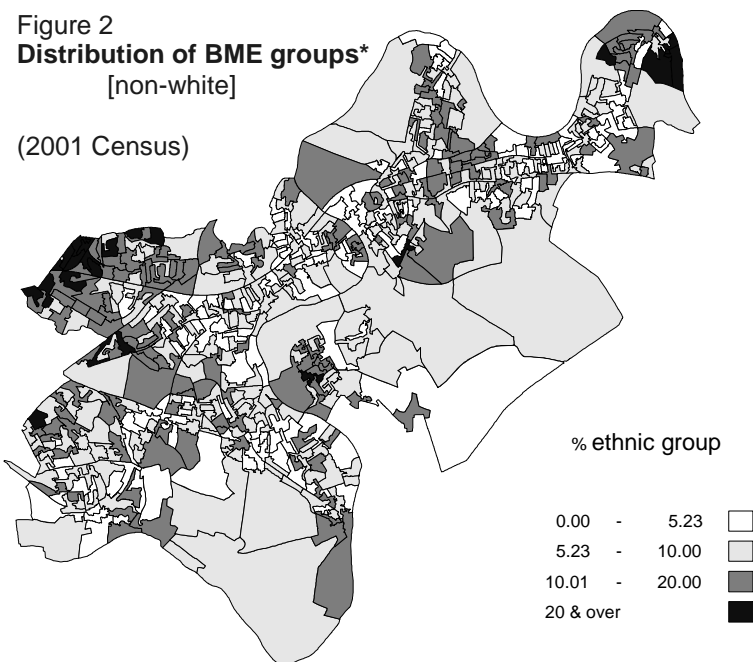 Figure 2
Distribution of BME groups*
[non-white]
(2001 Census)
% ethnic group
0.00 - 5.23
5.23 - 10.00
10.01 - 20.00
20 & over